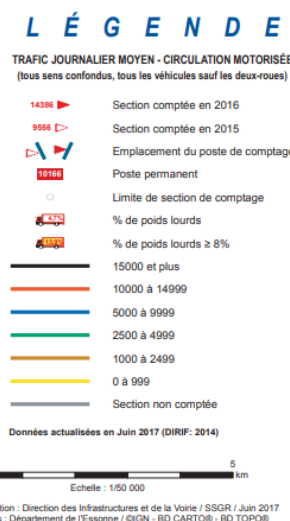 LÉGENDE
TRAFIC JOURNALIER MOYEN - CIRCULATION MOTORISÉE
(tous sens confondus, tous les véhicules sauf les deux-roues)
14386 Section comptée en 2016
9556 Section comptée en 2015
Emplacement du poste de comptage
10166 Poste permanent
Limite de section de comptage
4,7% % de poids lourds
% de poids lourds ≥ 8%
15000 et plus
10000 à 14999
5000 à 9999
2500 à 4999
1000 à 2499
0 à 999
Section non comptée
Données actualisées en Juin 2017 (DIRIF: 2014)
5
km
Echelle : 1/50 000
tion : Direction des Infrastructures et de la Voirie / SSGR / Juin 2017
s : Département de l'Essonne / ©IGN - BD CARTO® - BD TOPO®